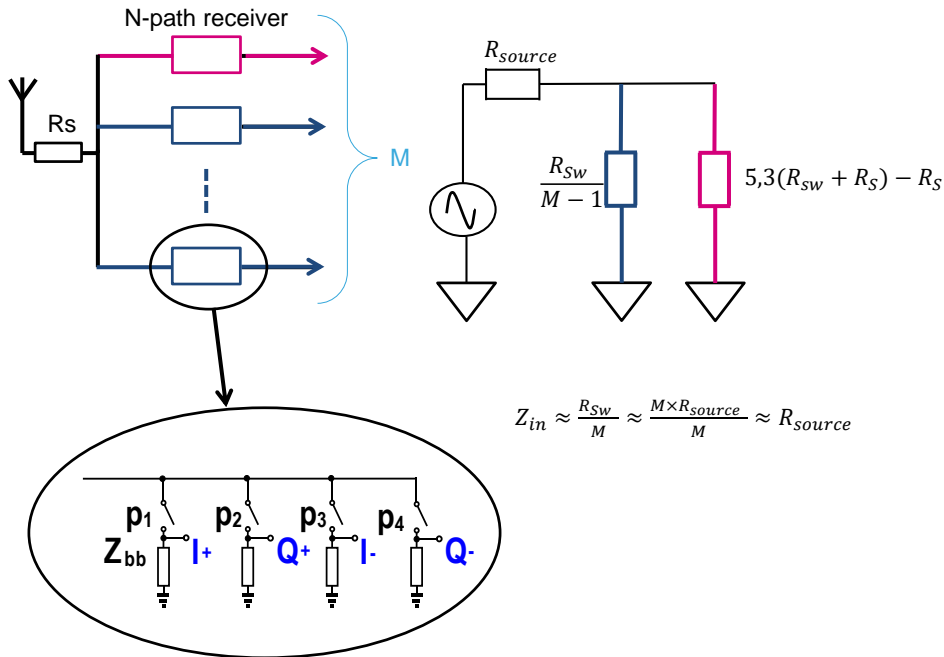 N-path receiver
Rs
M
R_source
R_Sw / M − 1
5,3(R_sw + R_S) − R_S
Z_in ≈ R_Sw / M ≈ M×R_source / M ≈ R_source
p1 p2 p3 p4
Zbb I+ Q+ I- Q-